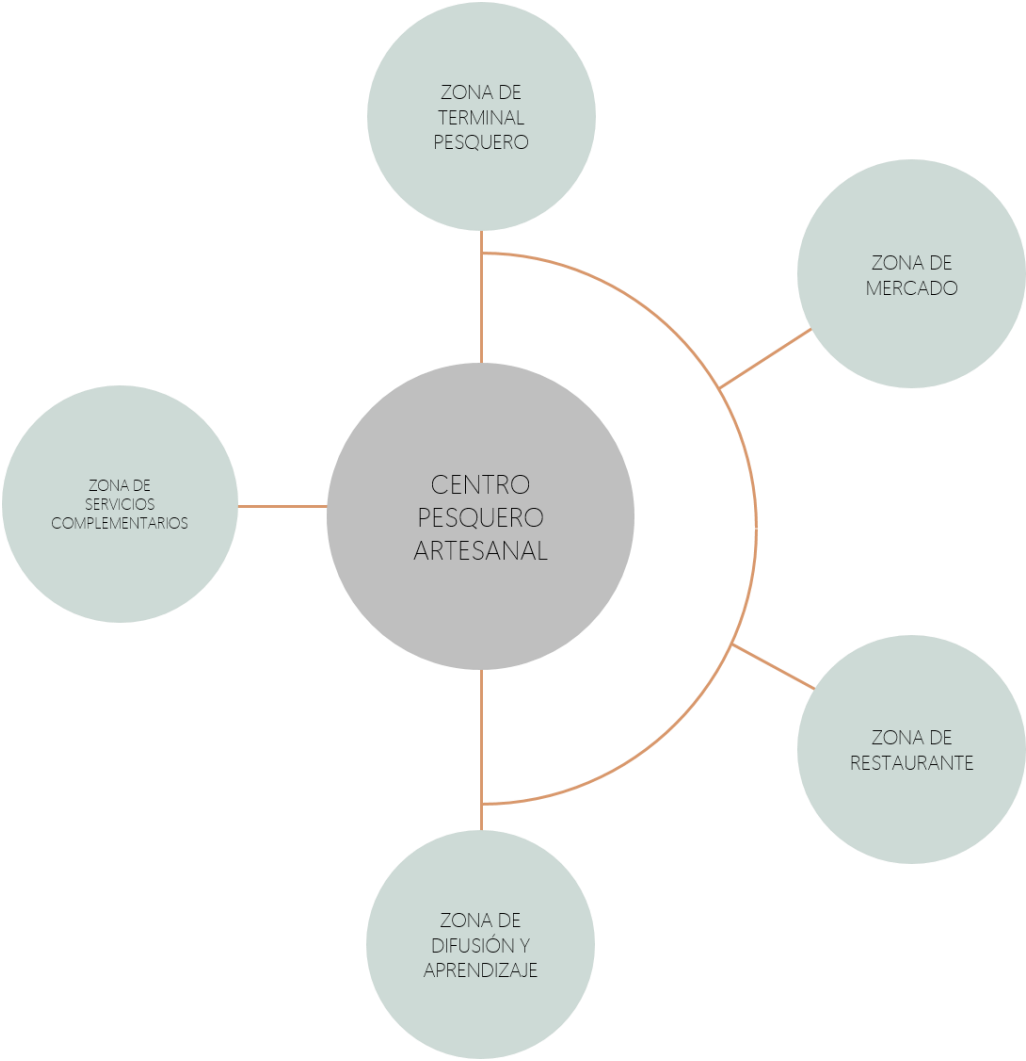 ZONA DE
TERMINAL
PESQUERO
ZONA DE
MERCADO
ZONA DE
SERVICIOS
COMPLEMENTARIOS
CENTRO
PESQUERO
ARTESANAL
ZONA DE
RESTAURANTE
ZONA DE
DIFUSIÓN Y
APRENDIZAJE